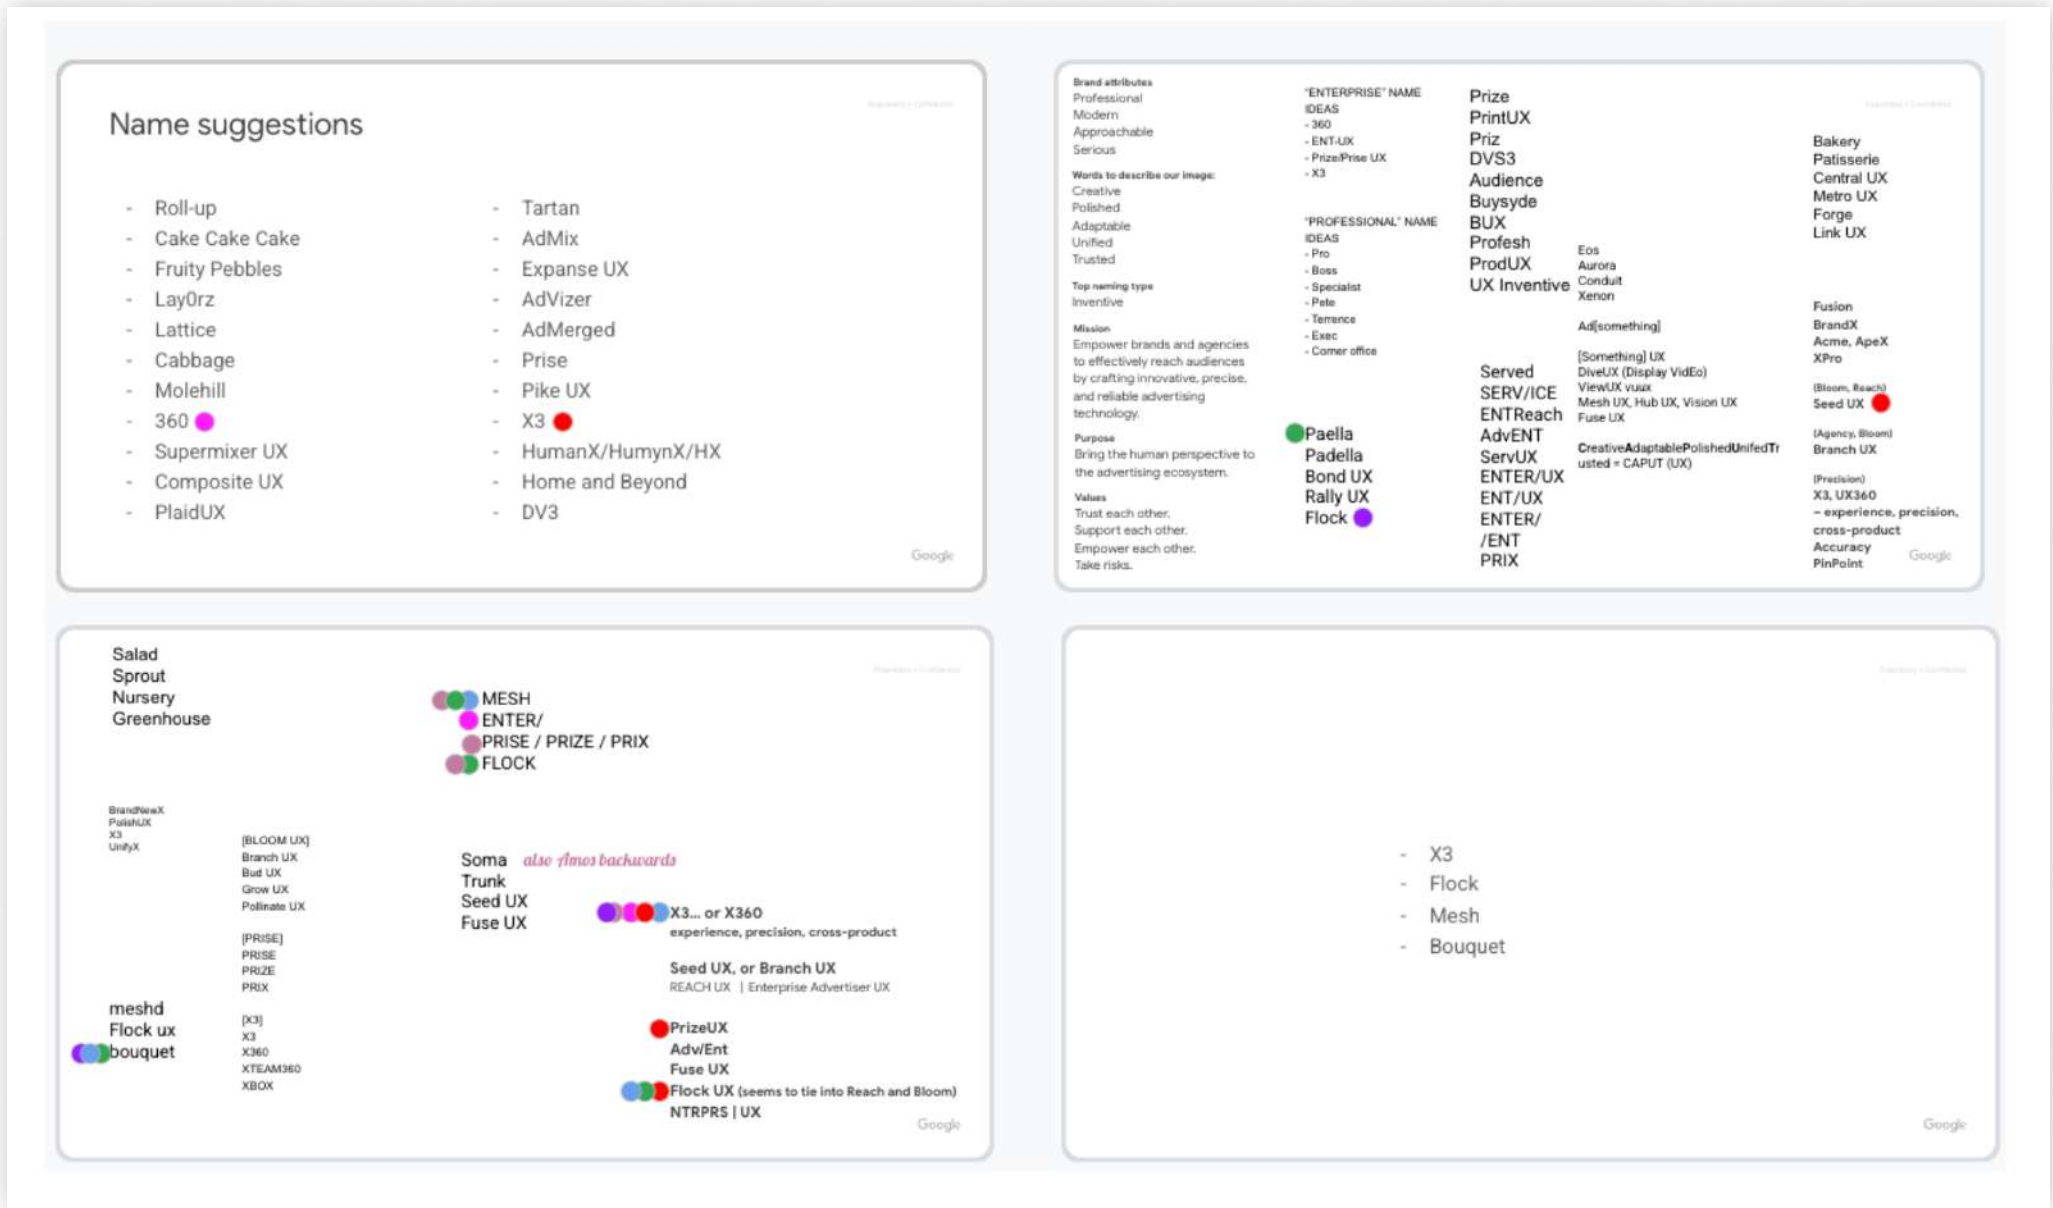 Name suggestions
- Roll-up
- Cake Cake Cake
- Fruity Pebbles
- Lay0rz
- Lattice
- Cabbage
- Molehill
- 360
- Supermixer UX
- Composite UX
- PlaidUX
- Tartan
- AdMix
- Expanse UX
- AdVizer
- AdMerged
- Prise
- Pike UX
- X3
- HumanX/HumynX/HX
- Home and Beyond
- DV3
Google
Brand attributes
Professional
Modern
Approachable
Serious
Words to describe our image:
Creative
Polished
Adaptable
Unified
Trusted
Top naming type
Inventive
Mission
Empower brands and agencies
to effectively reach audiences
by crafting innovative, precise,
and reliable advertising
technology.
Purpose
Bring the human perspective to
the advertising ecosystem.
Values
Trust each other.
Support each other.
Empower each other.
Take risks.
"ENTERPRISE" NAME
IDEAS
- 360
- ENT-UX
- Prize/Prise UX
- X3
"PROFESSIONAL" NAME
IDEAS
- Pro
- Boss
- Specialist
- Pete
- Terrence
- Exec
- Corner office
Paella
Padella
Bond UX
Rally UX
Flock
Prize
PrintUX
Priz
DVS3
Audience
Buysyde
BUX
Profesh
ProdUX
UX Inventive
Served
SERV/ICE
ENTReach
AdvENT
ServUX
ENTER/UX
ENT/UX
ENTER/
/ENT
PRIX
Eos
Aurora
Conduit
Xenon
Ad[something]
[Something] UX
DiveUX (Display VidEo)
ViewUX vuux
Mesh UX, Hub UX, Vision UX
Fuse UX
CreativeAdaptablePolishedUnifedTr
usted = CAPUT (UX)
Bakery
Patisserie
Central UX
Metro UX
Forge
Link UX
Fusion
BrandX
Acme, ApeX
XPro
(Bloom, Reach)
Seed UX
(Agency, Bloom)
Branch UX
(Precision)
X3, UX360
– experience, precision,
cross-product
Accuracy
PinPoint
Google
Salad
Sprout
Nursery
Greenhouse
BrandNewX
PolishUX
X3
UnifyX
meshd
Flock ux
bouquet
[BLOOM UX]
Branch UX
Bud UX
Grow UX
Pollinate UX
[PRISE]
PRISE
PRIZE
PRIX
[X3]
X3
X360
XTEAM360
XBOX
MESH
ENTER/
PRISE / PRIZE / PRIX
FLOCK
Soma also Amos backwards
Trunk
Seed UX
Fuse UX
X3... or X360
experience, precision, cross-product
Seed UX, or Branch UX
REACH UX | Enterprise Advertiser UX
PrizeUX
Adv/Ent
Fuse UX
Flock UX (seems to tie into Reach and Bloom)
NTRPRS | UX
Google
- X3
- Flock
- Mesh
- Bouquet
Google